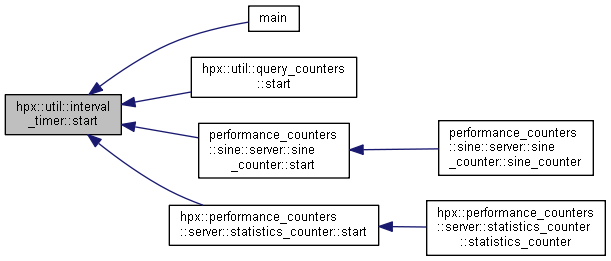 main
hpx::util::query_counters
::start
hpx::util::interval
_timer::start
performance_counters
::sine::server::sine
_counter::start
performance_counters
::sine::server::sine
_counter::sine_counter
hpx::performance_counters
::server::statistics_counter::start
hpx::performance_counters
::server::statistics_counter
::statistics_counter